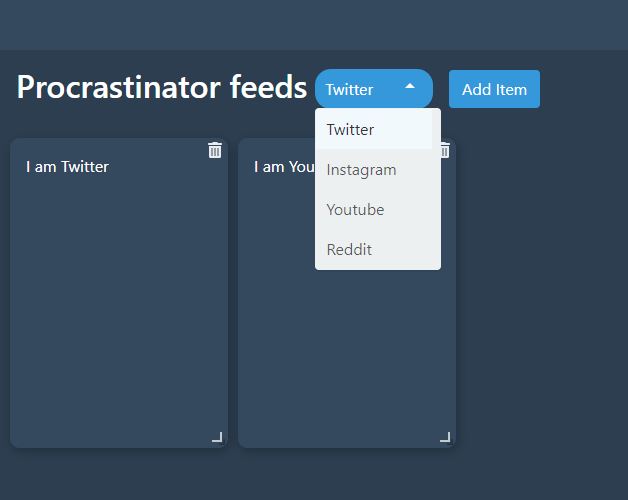 Procrastinator feeds
Twitter
Add Item
Twitter
Instagram
Youtube
Reddit
I am Twitter
I am You